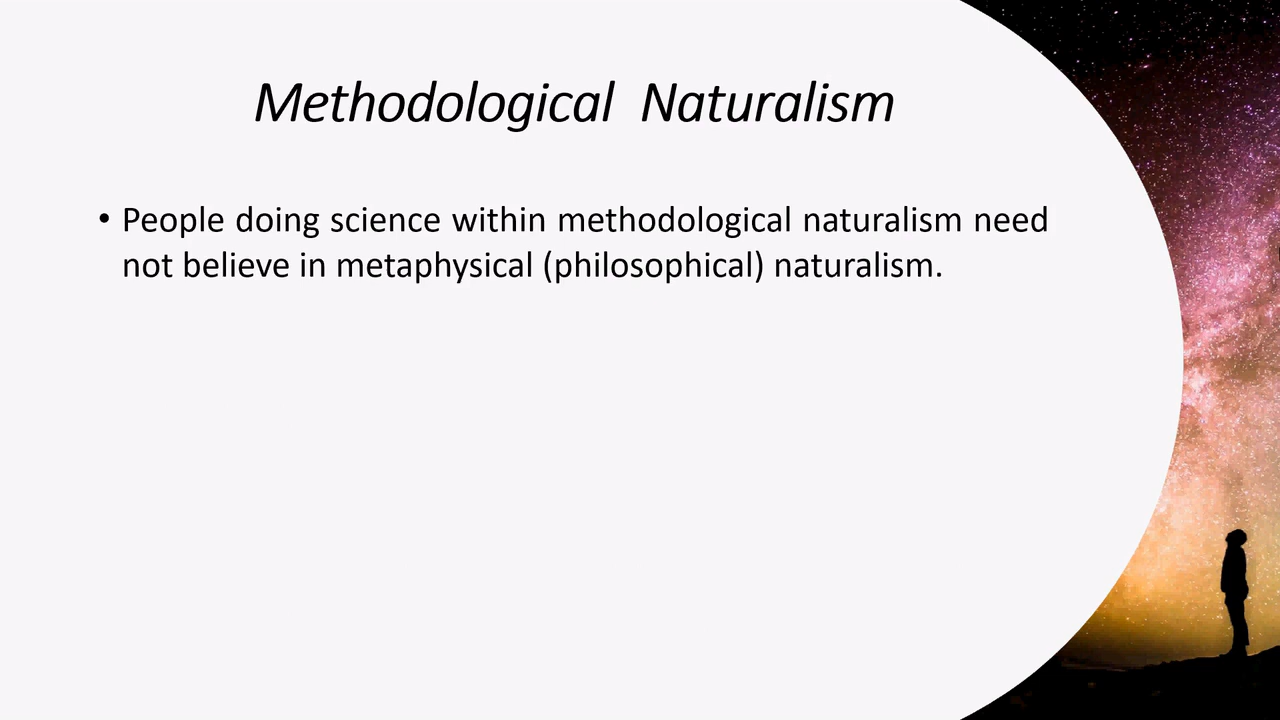 Methodological Naturalism
• People doing science within methodological naturalism need
not believe in metaphysical (philosophical) naturalism.